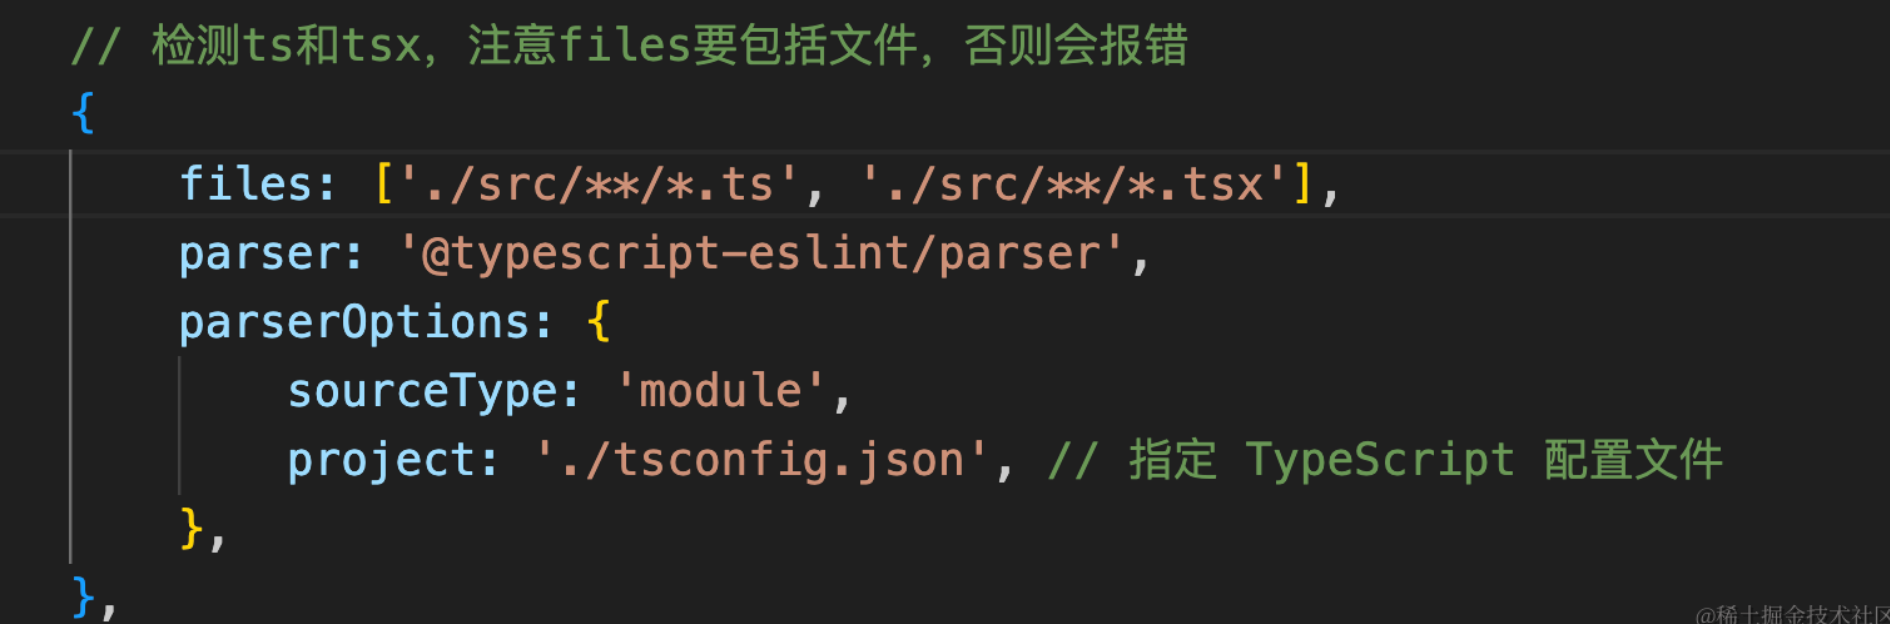 // 检测ts和tsx，注意files要包括文件，否则会报错
{
files: ['./src/**/*.ts', './src/**/*.tsx'],
parser: '@typescript-eslint/parser',
parserOptions: {
sourceType: 'module',
project: './tsconfig.json', // 指定 TypeScript 配置文件
},
},
@稀土掘金技术社区